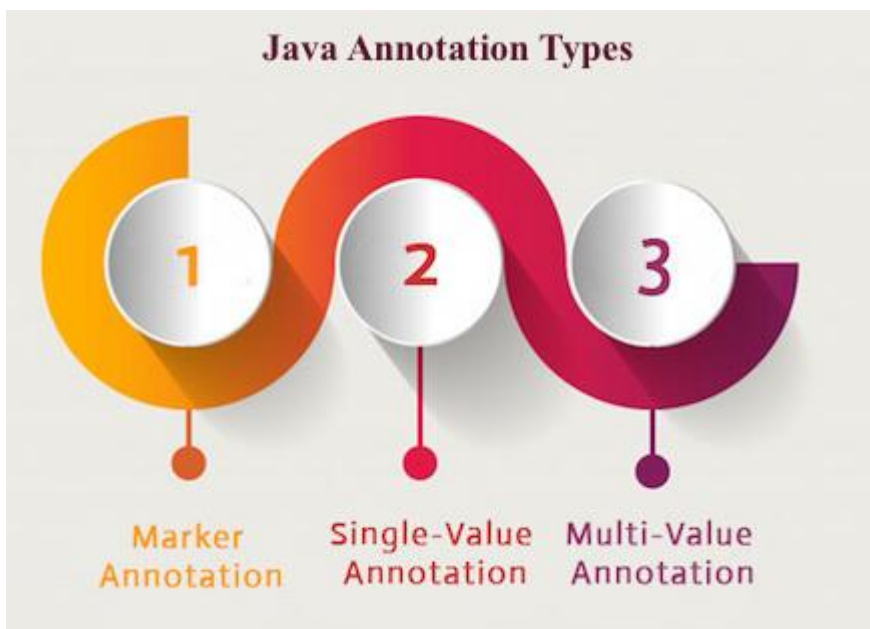 Java Annotation Types
1
2
3
Marker
Annotation
Single-Value
Annotation
Multi-Value
Annotation